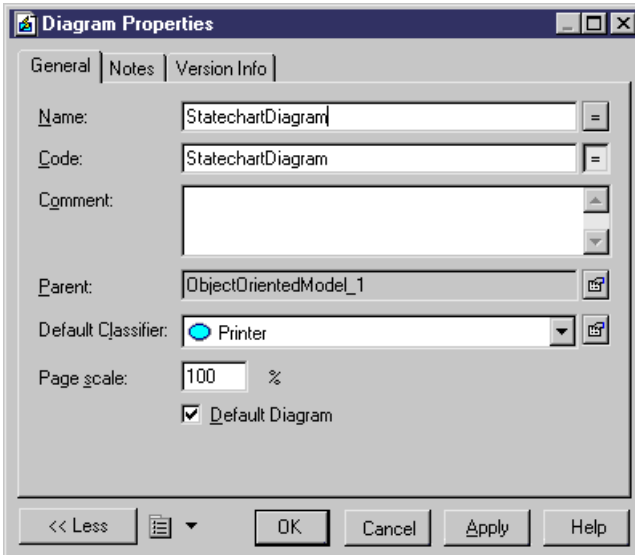 Diagram Properties
General Notes Version Info
Name: StatechartDiagram =
Code: StatechartDiagram =
Comment:
Parent: ObjectOrientedModel_1
Default Classifier: Printer
Page scale: 100 %
Default Diagram
<< Less OK Cancel Apply Help